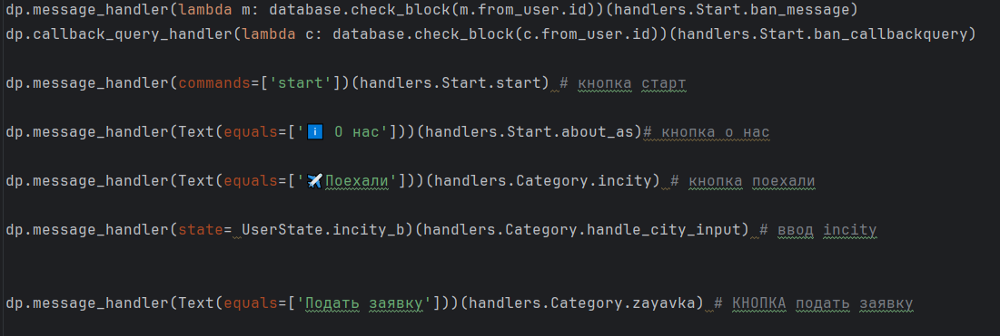 dp.message_handler(lambda m: database.check_block(m.from_user.id))(handlers.Start.ban_message)
dp.callback_query_handler(lambda c: database.check_block(c.from_user.id))(handlers.Start.ban_callbackquery)
dp.message_handler(commands=['start'])(handlers.Start.start) # кнопка старт
dp.message_handler(Text(equals=['ℹ️ О нас']))(handlers.Start.about_as)# кнопка о нас
dp.message_handler(Text(equals=['✈️Поехали']))(handlers.Category.incity) # кнопка поехали
dp.message_handler(state= UserState.incity_b)(handlers.Category.handle_city_input) # ввод incity
dp.message_handler(Text(equals=['Подать заявку']))(handlers.Category.zayavka) # КНОПКА подать заявку